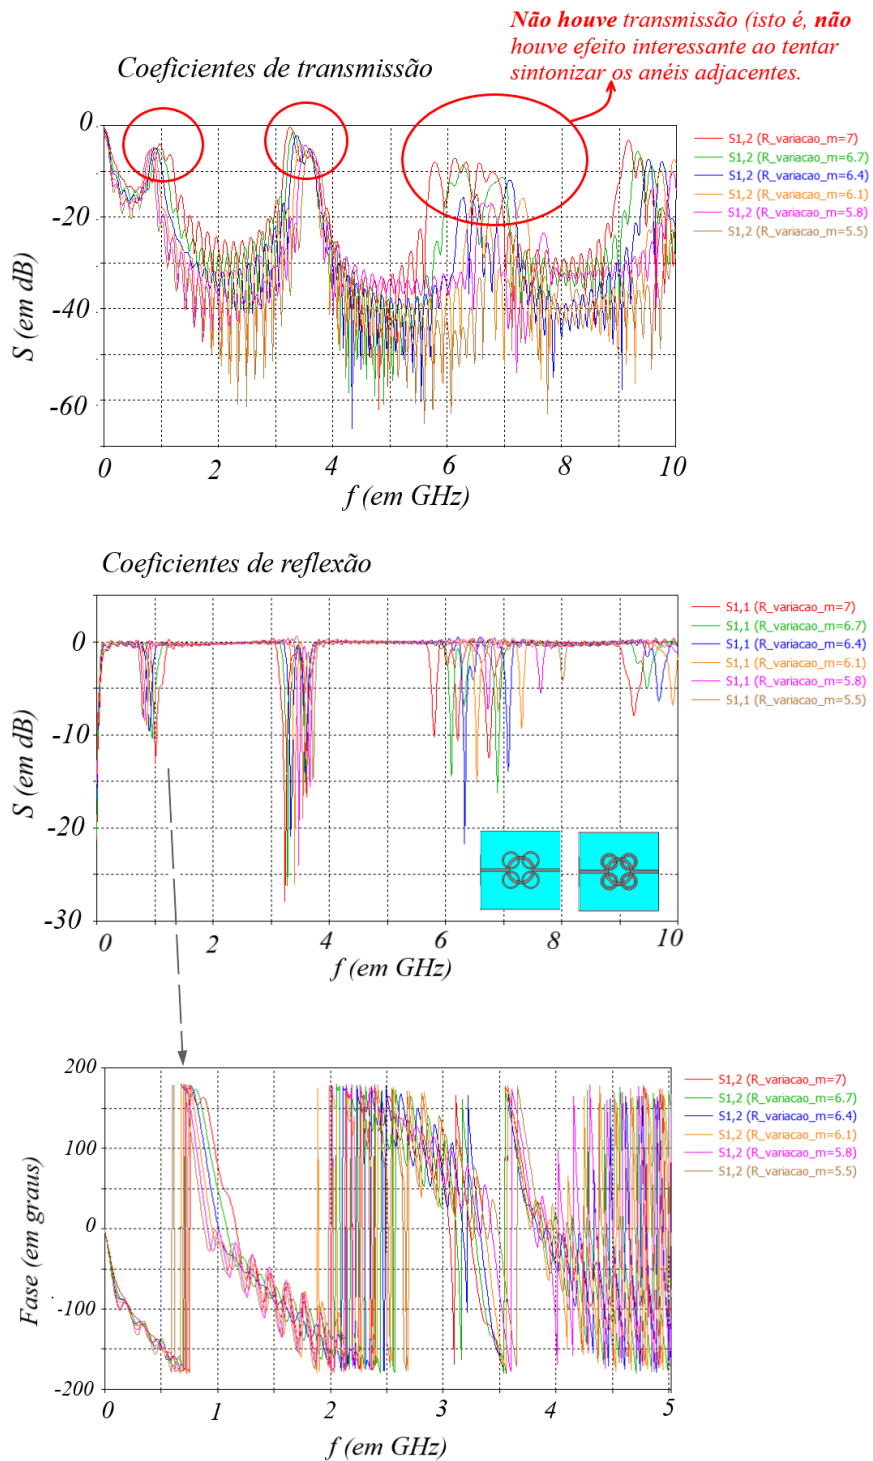 Não houve transmissão (isto é, não
houve efeito interessante ao tentar
sintonizar os anéis adjacentes.
Coeficientes de transmissão
S (em dB)
0
-20
-40
-60
0 2 4 6 8 10
f (em GHz)
S1,2 (R_variacao_m=7)
S1,2 (R_variacao_m=6.7)
S1,2 (R_variacao_m=6.4)
S1,2 (R_variacao_m=6.1)
S1,2 (R_variacao_m=5.8)
S1,2 (R_variacao_m=5.5)
Coeficientes de reflexão
S (em dB)
0
-10
-20
-30
0 2 4 6 8 10
f (em GHz)
S1,1 (R_variacao_m=7)
S1,1 (R_variacao_m=6.7)
S1,1 (R_variacao_m=6.4)
S1,1 (R_variacao_m=6.1)
S1,1 (R_variacao_m=5.8)
S1,1 (R_variacao_m=5.5)
Fase (em graus)
200
100
0
-100
-200
0 1 2 3 4 5
f (em GHz)
S1,2 (R_variacao_m=7)
S1,2 (R_variacao_m=6.7)
S1,2 (R_variacao_m=6.4)
S1,2 (R_variacao_m=6.1)
S1,2 (R_variacao_m=5.8)
S1,2 (R_variacao_m=5.5)